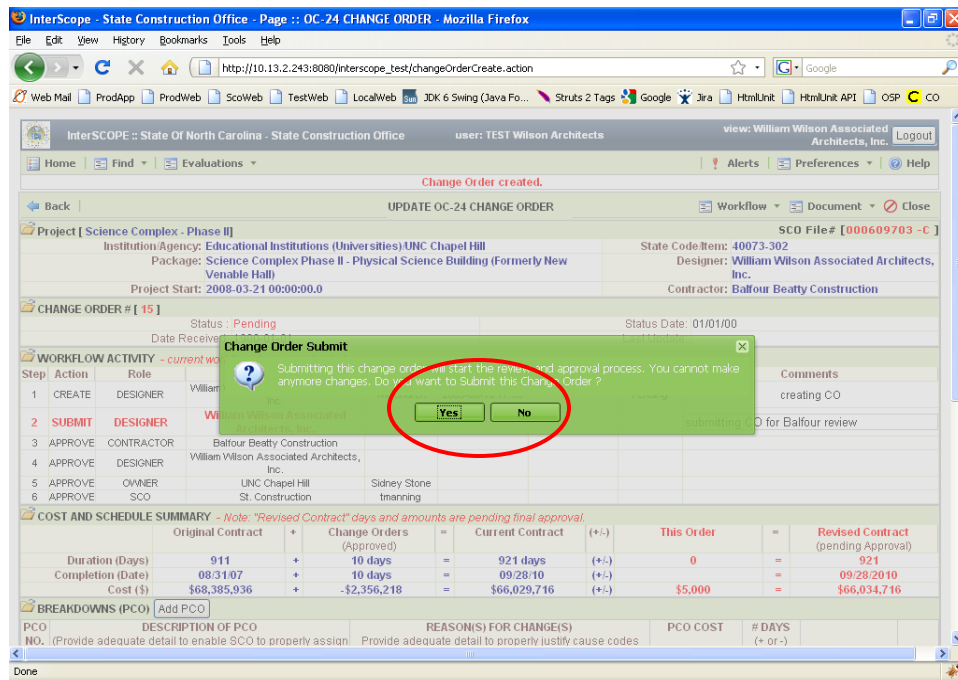 InterScope - State Construction Office - Page :: OC-24 CHANGE ORDER - Mozilla Firefox
File Edit View History Bookmarks Tools Help
http://10.13.2.243:8080/interscope_test/changeOrderCreate.action Google
Web Mail ProdApp ProdWeb ScoWeb TestWeb LocalWeb Sun JDK 6 Swing (Java Fo... Struts 2 Tags Google Jira HtmlUnit HtmlUnit API OSP CO
InterSCOPE :: State Of North Carolina - State Construction Office user: TEST Wilson Architects view: William Wilson Associated Architects, Inc. Logout
Home Find Evaluations Alerts Preferences Help
Change Order created.
Back UPDATE OC-24 CHANGE ORDER Workflow Document Close
Project [ Science Complex - Phase II] SCO File# [000609703 -C ]
Institution/Agency: Educational Institutions (Universities)/UNC Chapel Hill State Code/Item: 40073-302
Package: Science Complex Phase II - Physical Science Building (Formerly New Venable Hall) Designer: William Wilson Associated Architects, Inc.
Project Start: 2008-03-21 00:00:00.0 Contractor: Balfour Beatty Construction
CHANGE ORDER # [ 15 ]
Status : Pending Status Date: 01/01/00
Date Received
Change Order Submit
Submitting this change order will start the review and approval process. You cannot make
anymore changes. Do you want to Submit this Change Order ?
Yes No
WORKFLOW ACTIVITY - current
Step Action Role Comments
1 CREATE DESIGNER William creating CO
2 SUBMIT DESIGNER William Wilson Associated Architects, Inc. submitting CO for Balfour review
3 APPROVE CONTRACTOR Balfour Beatty Construction
4 APPROVE DESIGNER William Wilson Associated Architects, Inc.
5 APPROVE OWNER UNC Chapel Hill Sidney Stone
6 APPROVE SCO St. Construction tmanning
COST AND SCHEDULE SUMMARY - Note: "Revised Contract" days and amounts are pending final approval.
Original Contract + Change Orders (Approved) = Current Contract (+/-) This Order = Revised Contract (pending Approval)
Duration (Days) 911 + 10 days = 921 days (+/-) 0 = 921
Completion (Date) 08/31/07 + 10 days = 09/28/10 (+/-) = 09/28/2010
Cost ($) $68,385,936 + -$2,356,218 = $66,029,716 (+/-) $5,000 = $66,034,716
BREAKDOWNS (PCO) Add PCO
PCO NO. DESCRIPTION OF PCO REASON(S) FOR CHANGE(S) PCO COST # DAYS
(Provide adequate detail to enable SCO to properly assign Provide adequate detail to properly justify cause codes (+ or -)
Done